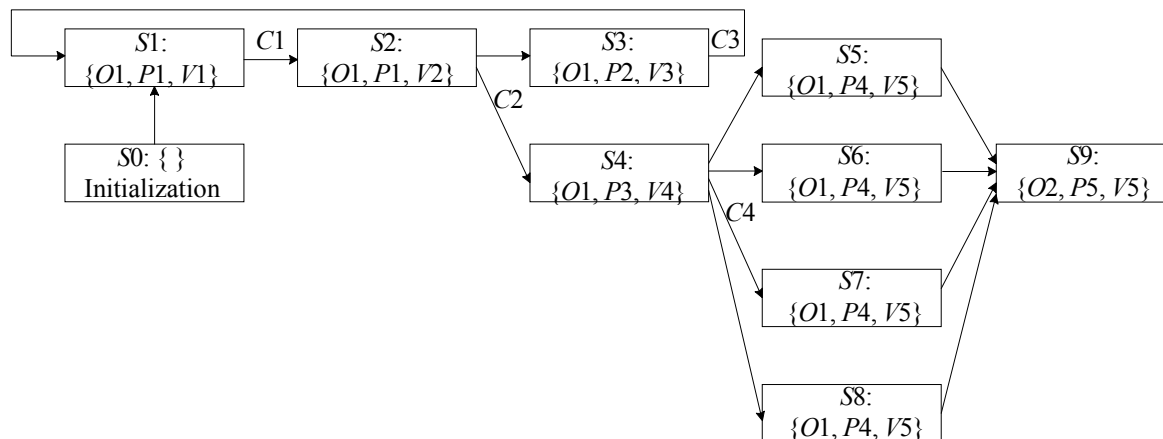 S1:
{O1, P1, V1}
C1
S2:
{O1, P1, V2}
S3:
{O1, P2, V3}
C3
S0: { }
Initialization
C2
S4:
{O1, P3, V4}
C4
S5:
{O1, P4, V5}
S6:
{O1, P4, V5}
S7:
{O1, P4, V5}
S8:
{O1, P4, V5}
S9:
{O2, P5, V5}